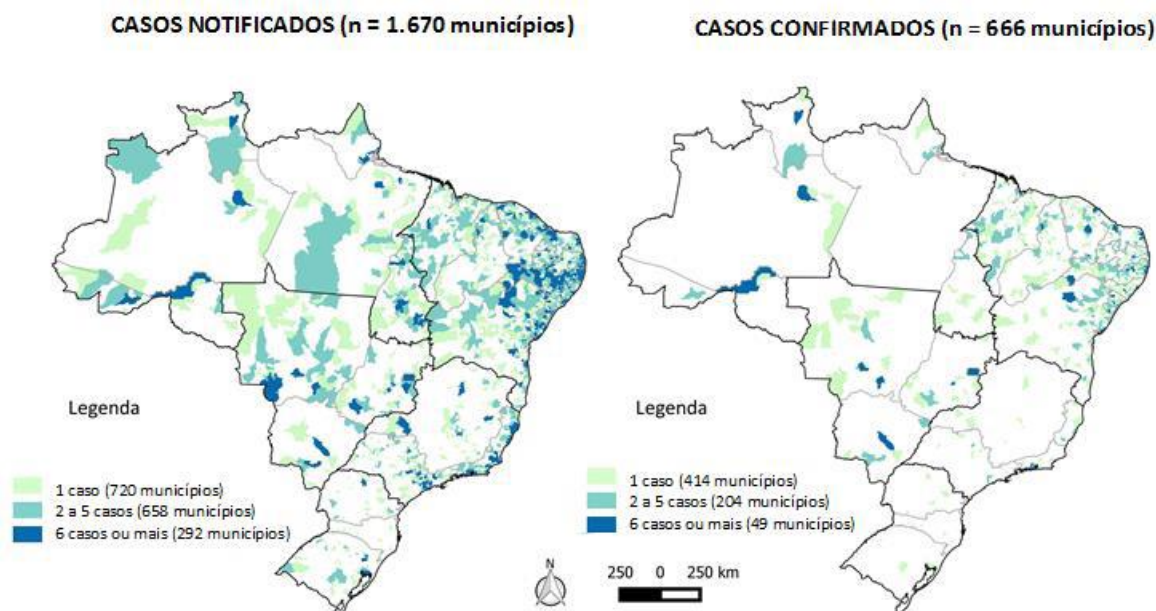 CASOS NOTIFICADOS (n = 1.670 municípios)
CASOS CONFIRMADOS (n = 666 municípios)
Legenda
1 caso (720 municípios)
2 a 5 casos (658 municípios)
6 casos ou mais (292 municípios)
Legenda
1 caso (414 municípios)
2 a 5 casos (204 municípios)
6 casos ou mais (49 municípios)
N
250 0 250 km